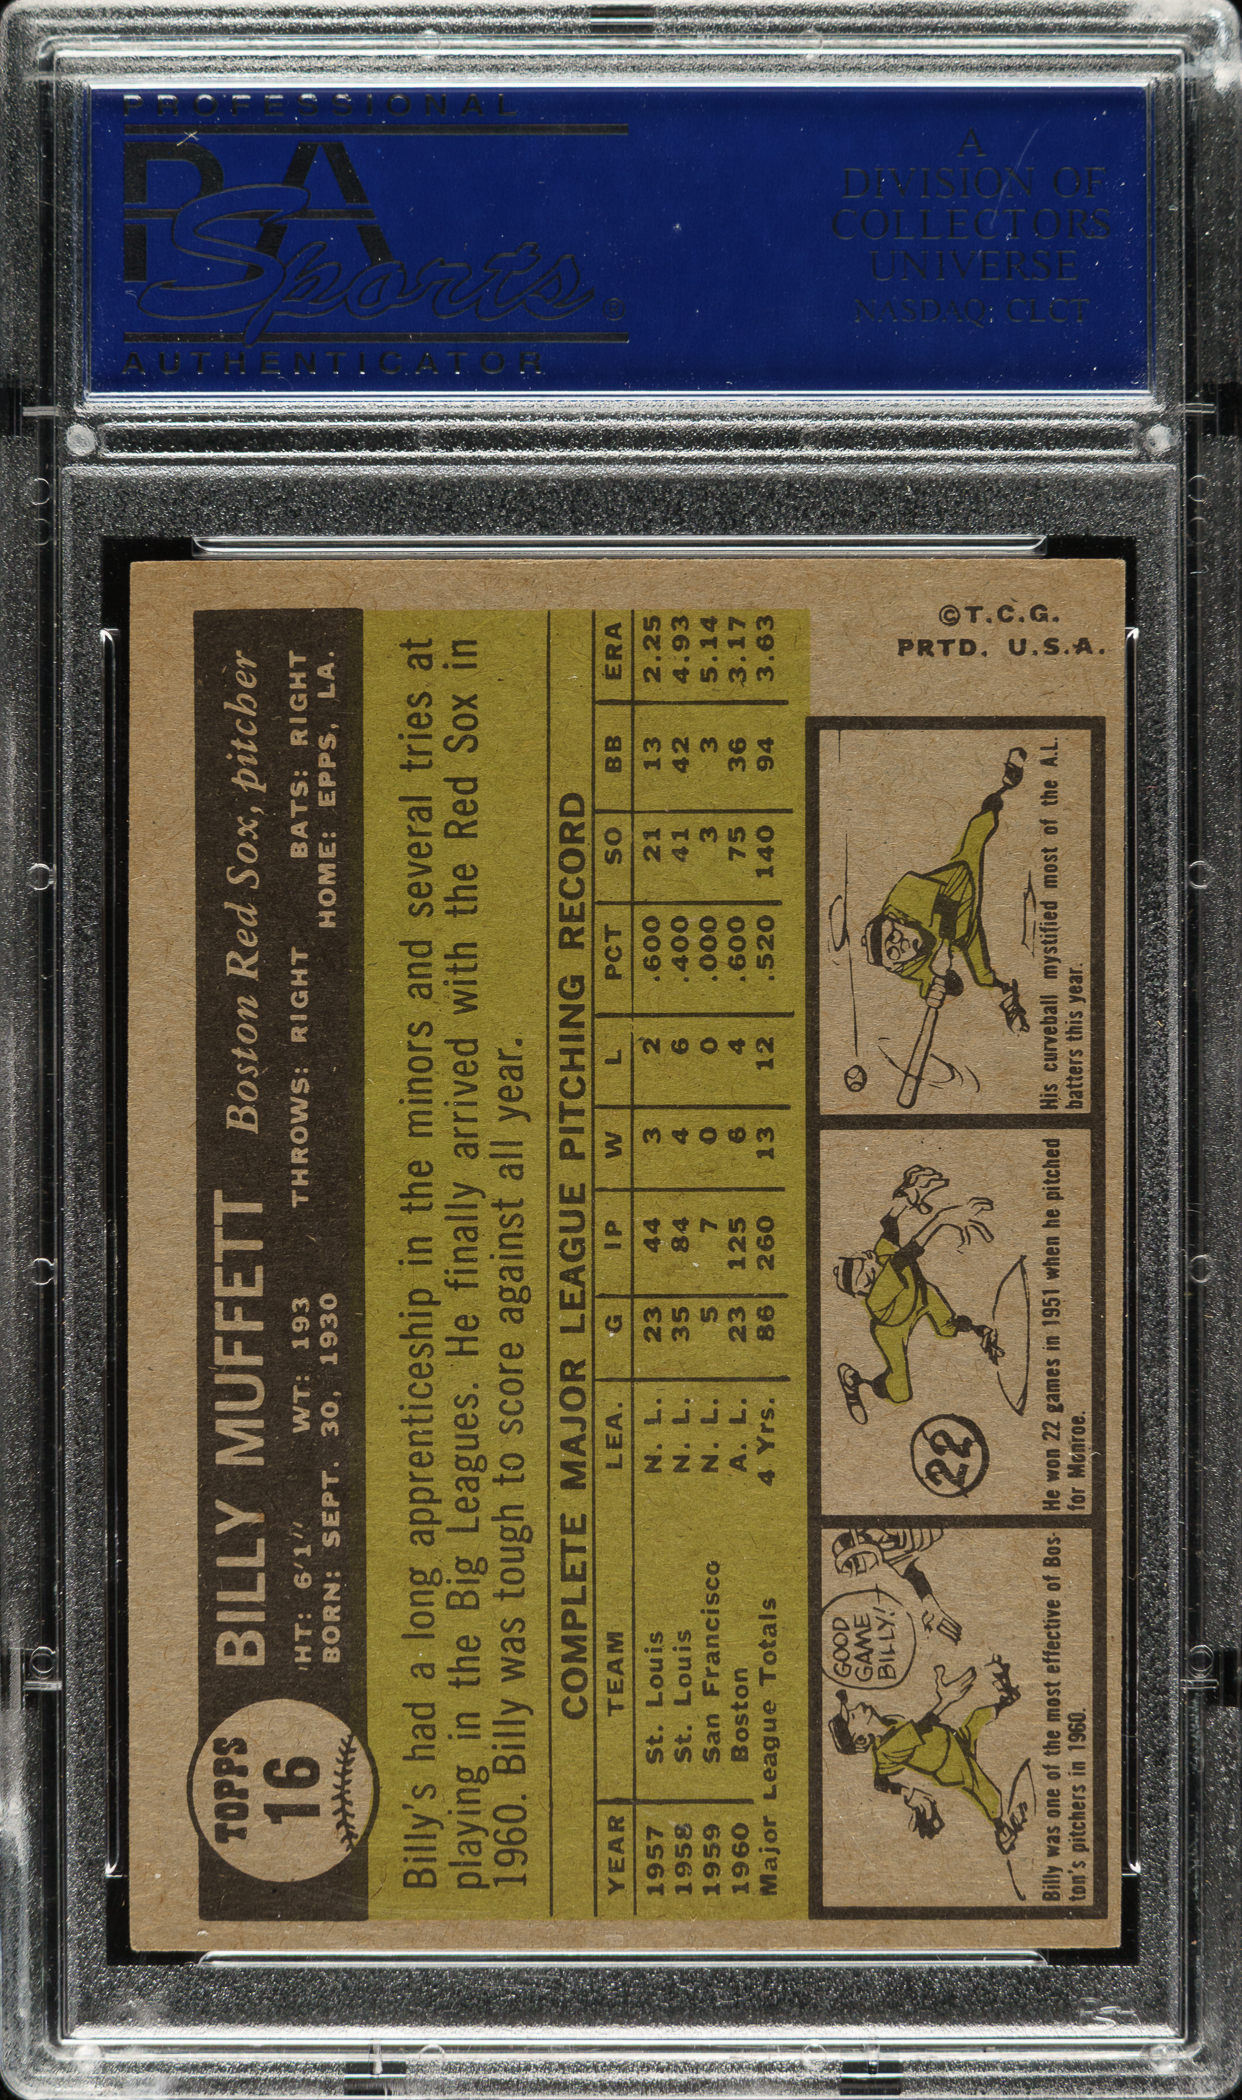 PROFESSIONAL
PSA
Sports®
AUTHENTICATOR
A
DIVISION OF
COLLECTORS
UNIVERSE
NASDAQ: CLCT
TOPPS
16
BILLY MUFFETT Boston Red Sox, pitcher
HT: 6'1" WT: 193 THROWS: RIGHT BATS: RIGHT
BORN: SEPT. 30, 1930 HOME: EPPS, LA.
Billy's had a long apprenticeship in the minors and several tries at
playing in the Big Leagues. He finally arrived with the Red Sox in
1960. Billy was tough to score against all year.
COMPLETE MAJOR LEAGUE PITCHING RECORD
YEAR TEAM LEA. G IP W L PCT SO BB ERA
1957 St. Louis N. L. 23 44 3 2 .600 21 13 2.25
1958 St. Louis N. L. 35 84 4 6 .400 41 42 4.93
1959 San Francisco N. L. 5 7 0 0 .000 3 3 5.14
1960 Boston A. L. 23 125 6 4 .600 75 36 3.17
Major League Totals 4 Yrs. 86 260 13 12 .520 140 94 3.63
GOOD
GAME
BILLY!
Billy was one of the most effective of Bos-
ton's pitchers in 1960.
22
He won 22 games in 1951 when he pitched
for Monroe.
His curveball mystified most of the A.L.
batters this year.
©T.C.G.
PRTD. U.S.A.